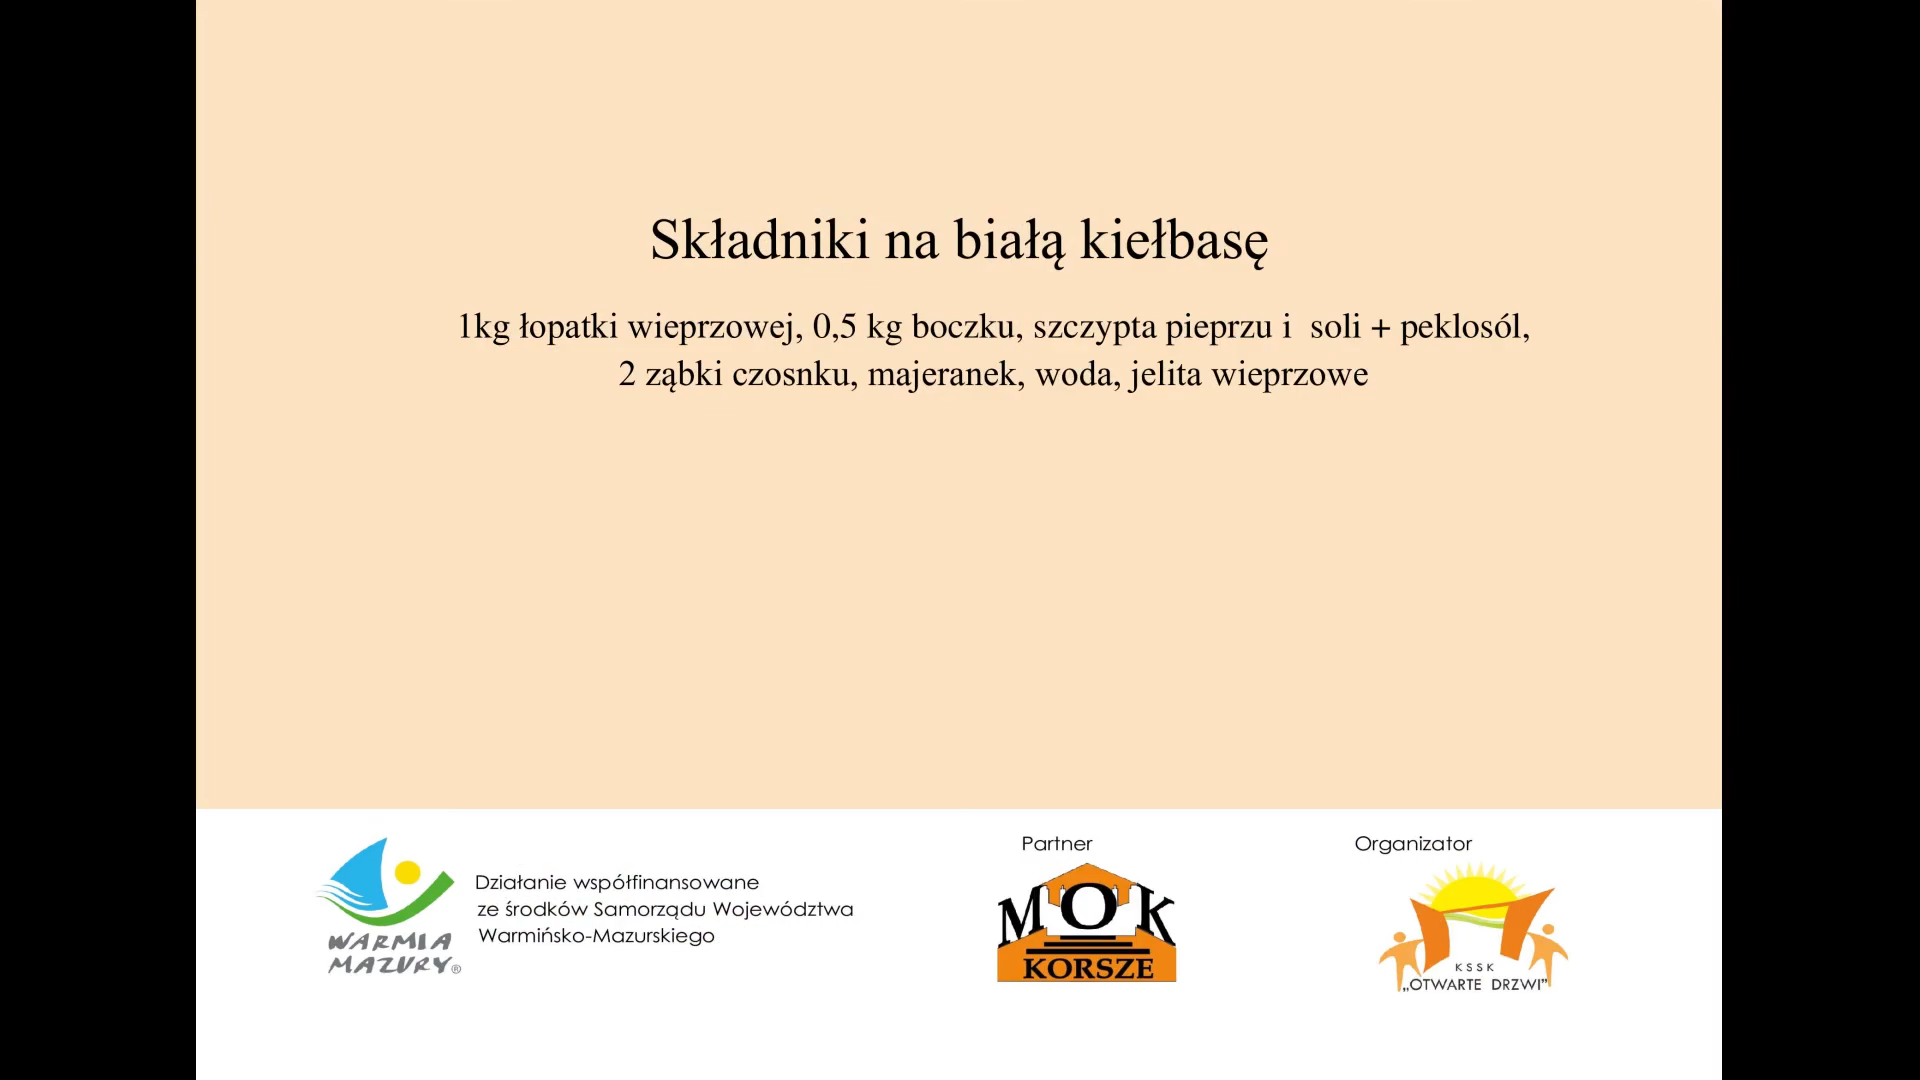 Składniki na białą kiełbasę
1kg łopatki wieprzowej, 0,5 kg boczku, szczypta pieprzu i  soli + peklosól,
2 ząbki czosnku, majeranek, woda, jelita wieprzowe
WARMIA
MAZURY®
Działanie współfinansowane
ze środków Samorządu Województwa
Warmińsko-Mazurskiego
Partner
MOK
KORSZE
Organizator
KSSK
„OTWARTE DRZWI”